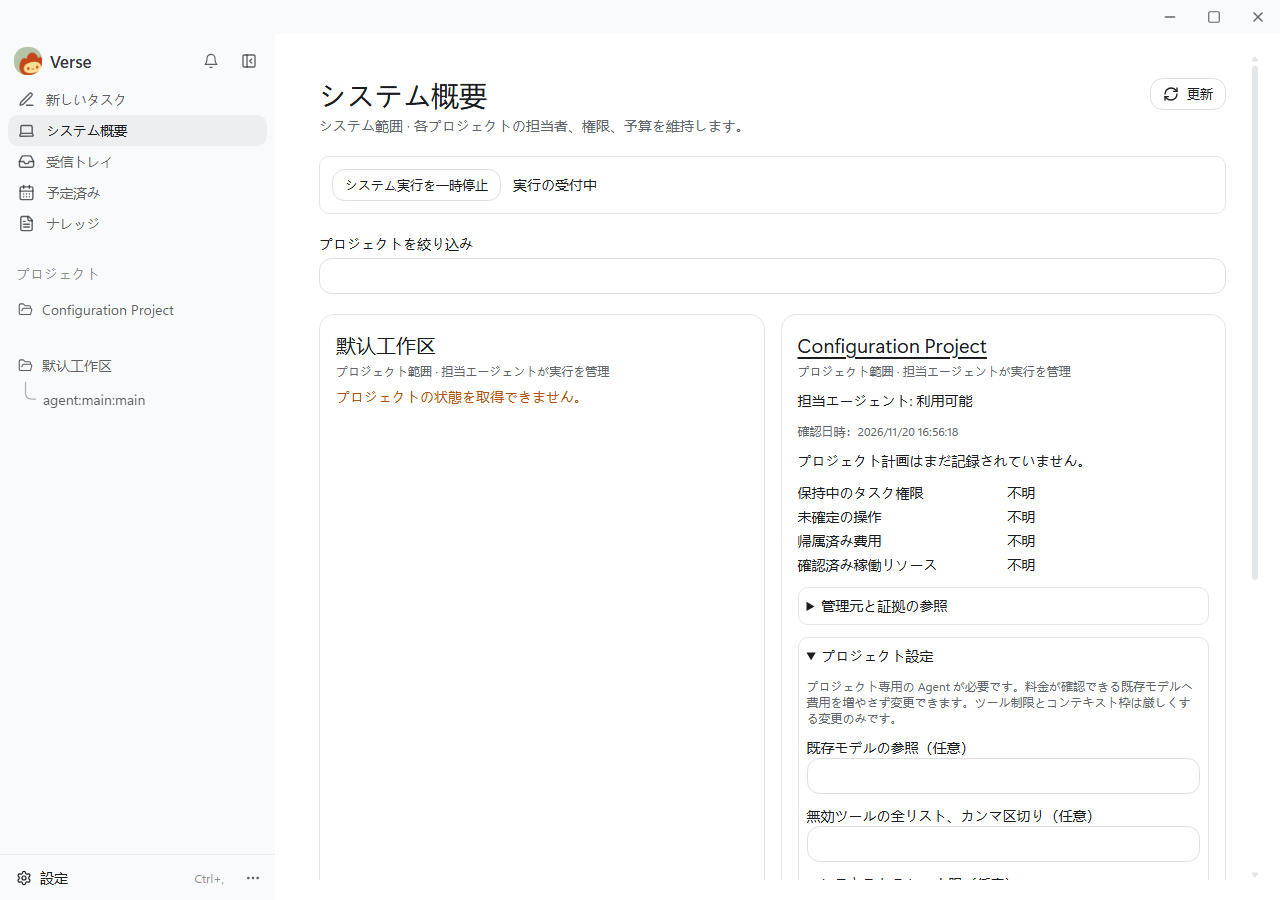 Verse
新しいタスク
システム概要
受信トレイ
予定済み
ナレッジ
プロジェクト
Configuration Project
默认工作区
agent:main:main
設定
Ctrl+,
システム概要
更新
システム範囲 · 各プロジェクトの担当者、権限、予算を維持します。
システム実行を一時停止
実行の受付中
プロジェクトを絞り込み
默认工作区
プロジェクト範囲 · 担当エージェントが実行を管理
プロジェクトの状態を取得できません。
Configuration Project
プロジェクト範囲 · 担当エージェントが実行を管理
担当エージェント: 利用可能
確認日時: 2026/11/20 16:56:18
プロジェクト計画はまだ記録されていません。
保持中のタスク権限 不明
未確定の操作 不明
帰属済み費用 不明
確認済み稼働リソース 不明
管理元と証拠の参照
プロジェクト設定
プロジェクト専用の Agent が必要です。料金が確認できる既存モデルへ
費用を増やさず変更できます。ツール制限とコンテキスト枠は厳しくす
る変更のみです。
既存モデルの参照（任意）
無効ツールの全リスト、カンマ区切り（任意）